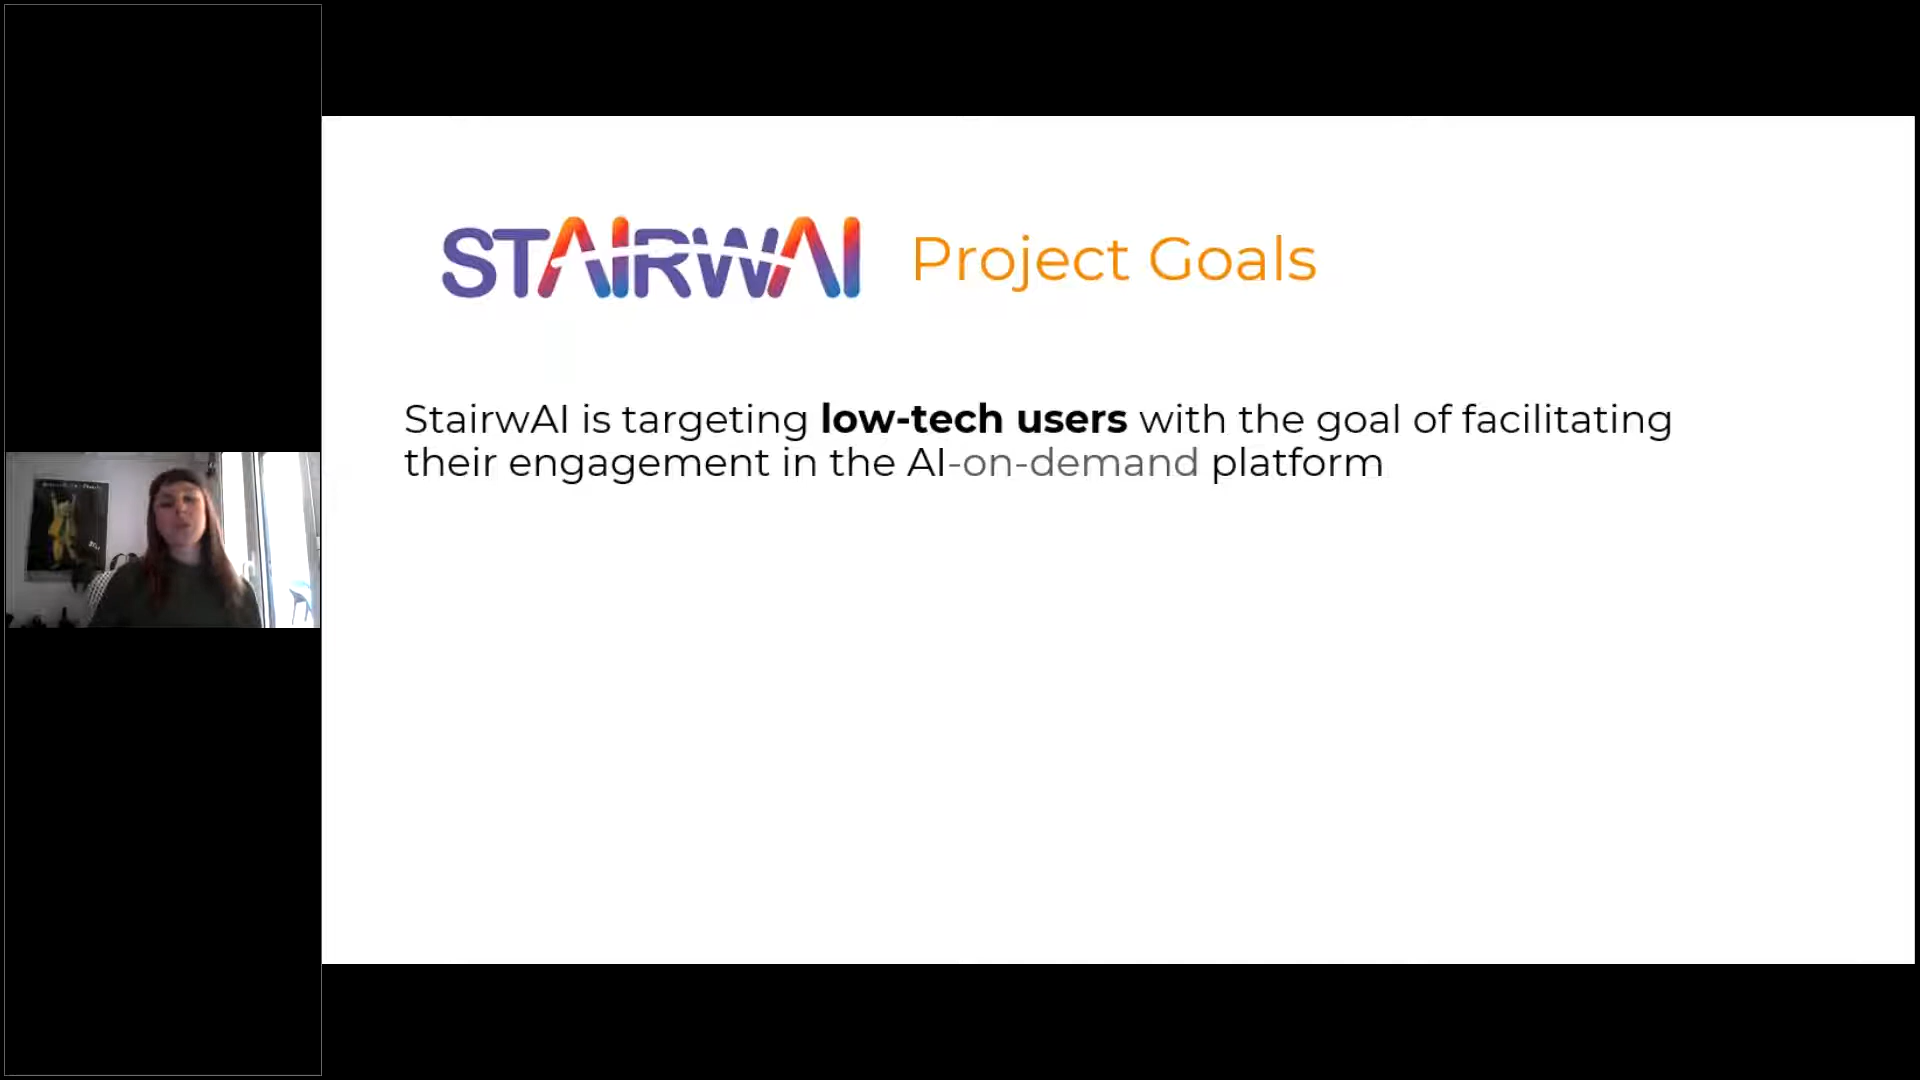 STAIRWAI Project Goals
StairwAI is targeting low-tech users with the goal of facilitating
their engagement in the AI-on-demand platform